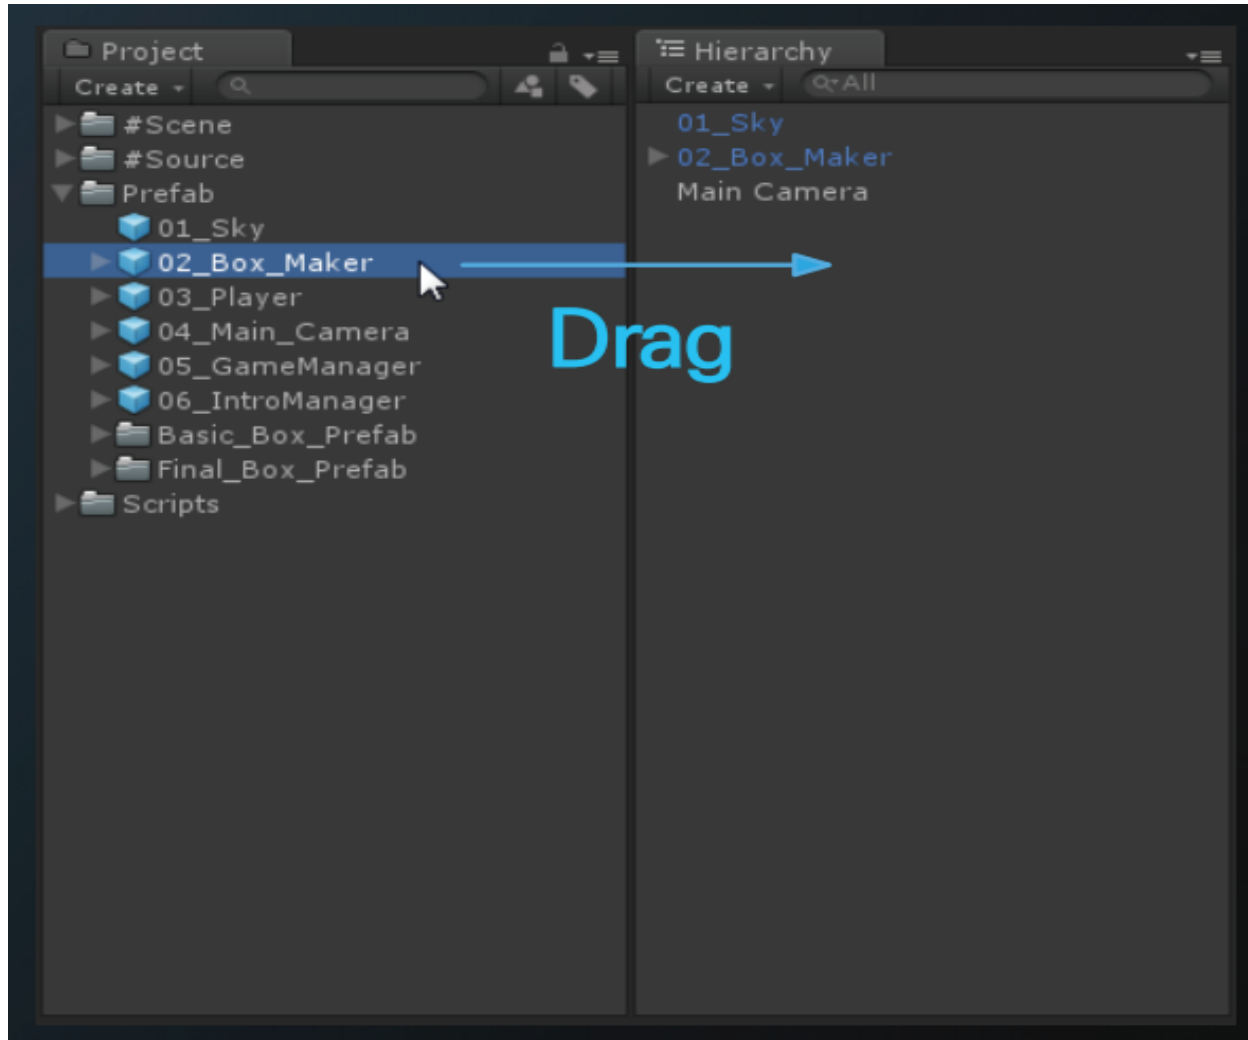 Project
Create
#Scene
#Source
Prefab
01_Sky
02_Box_Maker
03_Player
04_Main_Camera
05_GameManager
06_IntroManager
Basic_Box_Prefab
Final_Box_Prefab
Scripts
Hierarchy
Create
All
01_Sky
02_Box_Maker
Main Camera
Drag